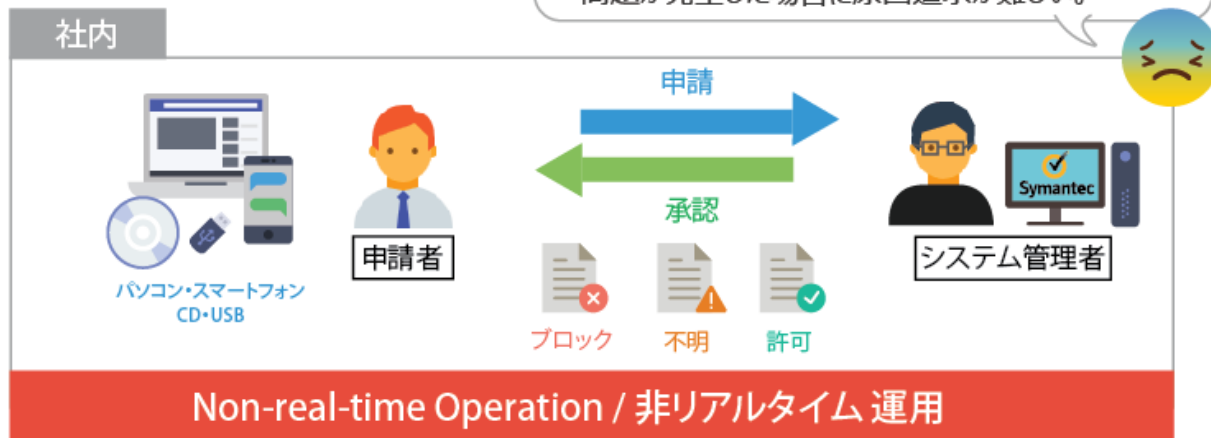 社内
申請
承認
Symantec
申請者
システム管理者
パソコン・スマートフォン
CD・USB
ブロック
不明
許可
Non-real-time Operation / 非リアルタイム 運用